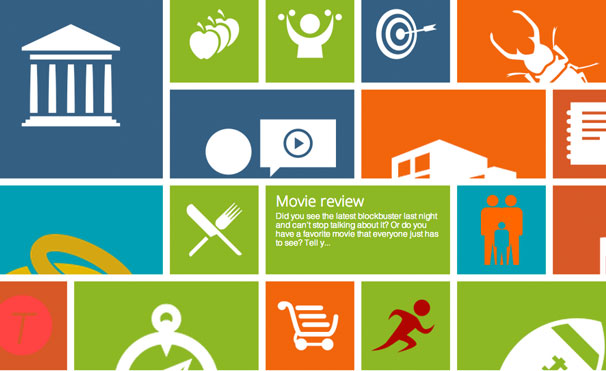 Movie review
Did you see the latest blockbuster last night
and can't stop talking about it? Or do you
have a favorite movie that everyone just has
to see? Tell y...
T